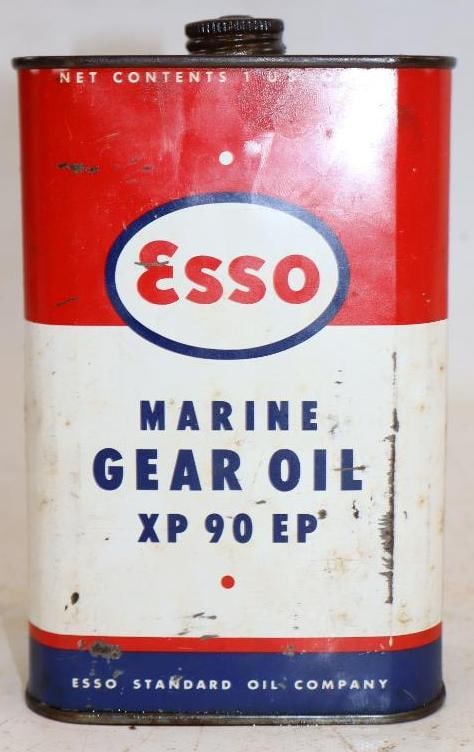 NET CONTENTS 1 U.S.
Esso
MARINE
GEAR OIL
XP 90 EP
ESSO STANDARD OIL COMPANY